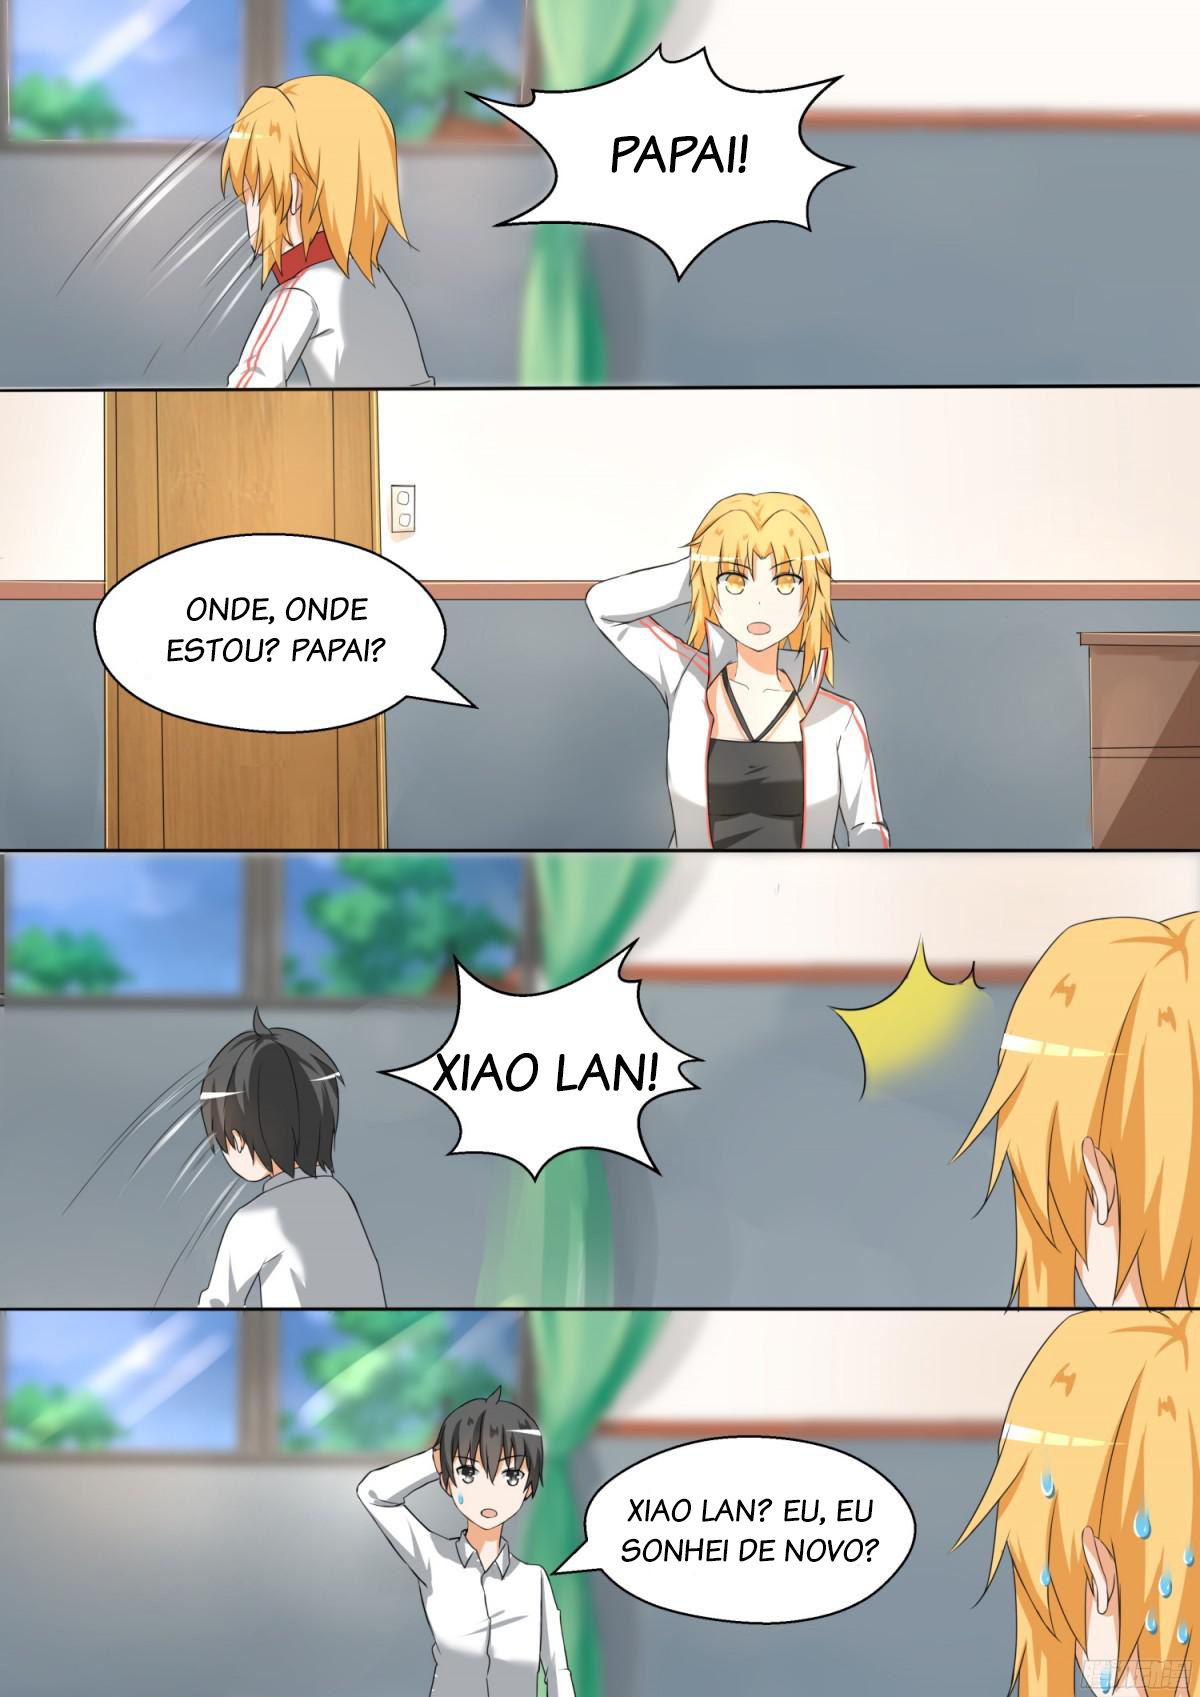 PAPAI!
ONDE, ONDE
ESTOU? PAPAI?
XIAO LAN!
XIAO LAN? EU, EU
SONHEI DE NOVO?